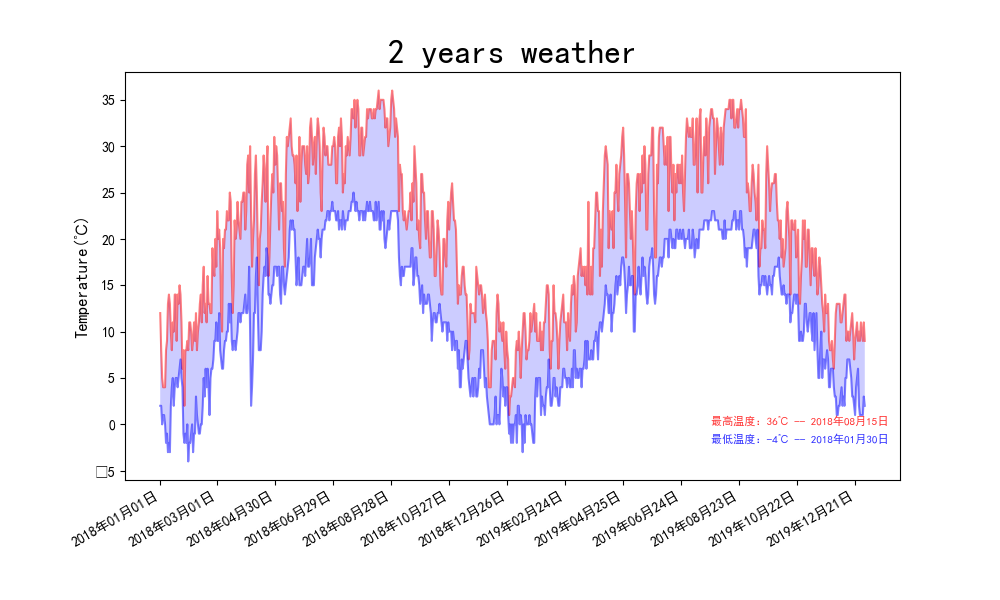 2 years weather
Temperature(℃)
35
30
25
20
15
10
5
0
□5
最高温度：36℃ -- 2018年08月15日
最低温度：-4℃ -- 2018年01月30日
2018年01月01日
2018年03月01日
2018年04月30日
2018年06月29日
2018年08月28日
2018年10月27日
2018年12月26日
2019年02月24日
2019年04月25日
2019年06月24日
2019年08月23日
2019年10月22日
2019年12月21日